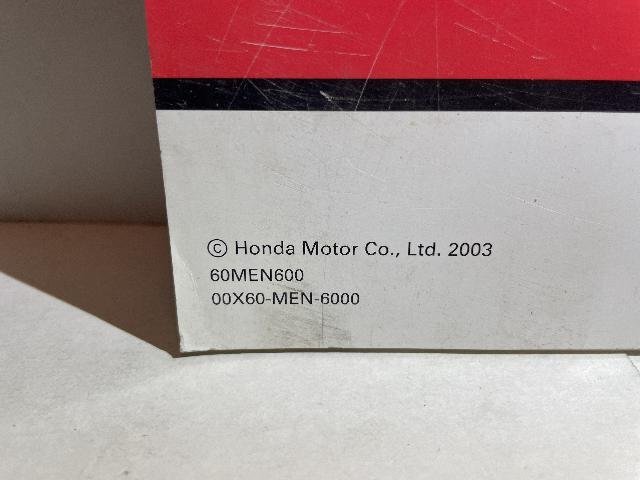 © Honda Motor Co., Ltd. 2003
60MEN600
00X60-MEN-6000